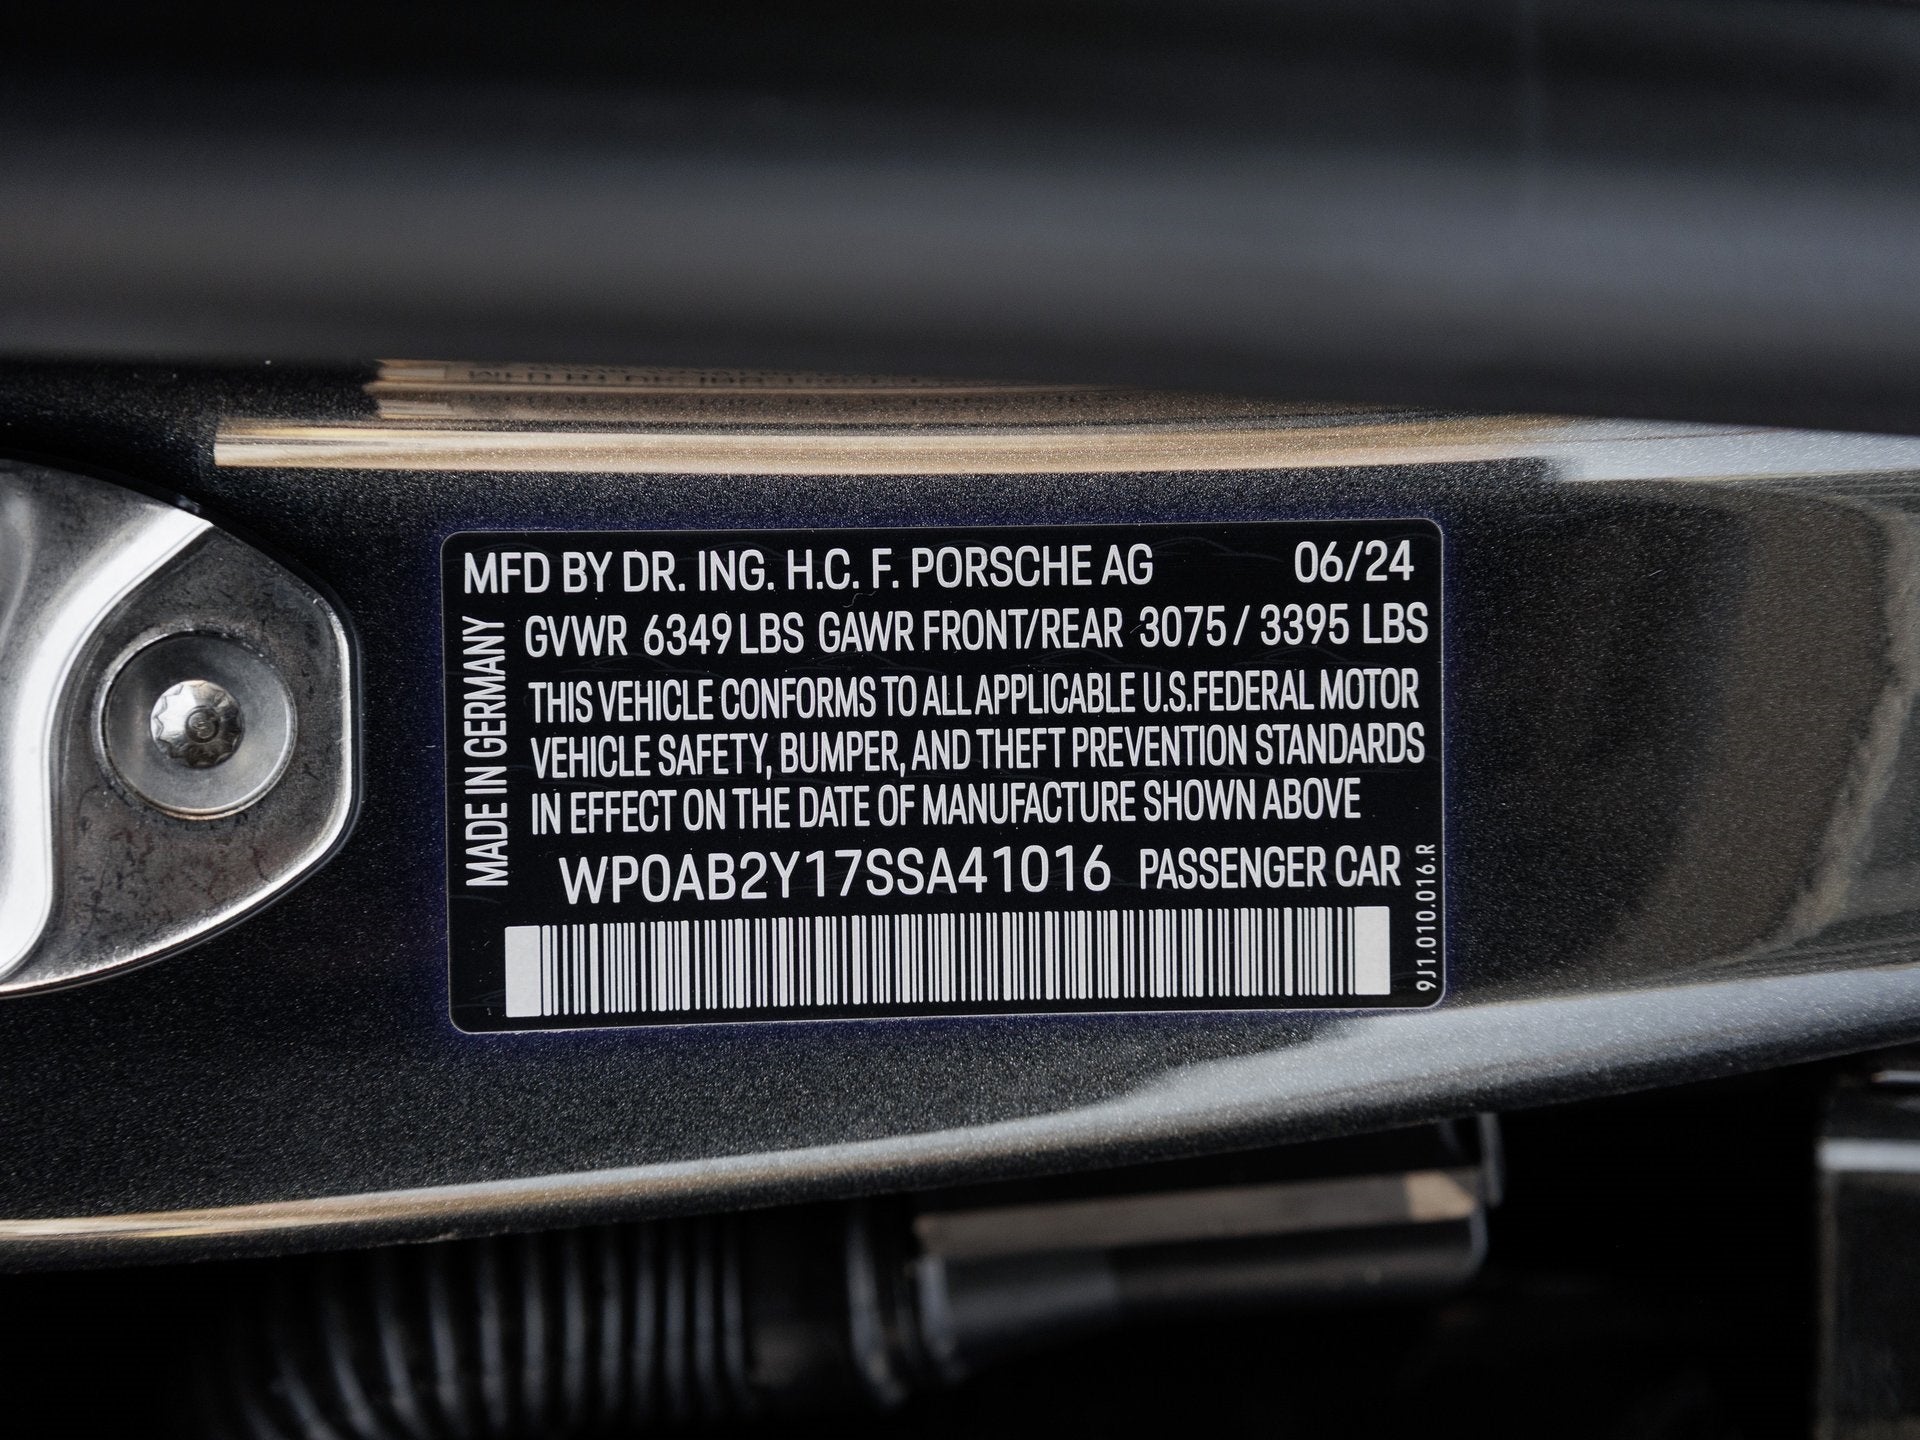 MFD BY DR. ING. H.C. F. PORSCHE AG 06/24
GVWR 6349 LBS GAWR FRONT/REAR 3075 / 3395 LBS
THIS VEHICLE CONFORMS TO ALL APPLICABLE U.S.FEDERAL MOTOR
VEHICLE SAFETY, BUMPER, AND THEFT PREVENTION STANDARDS
IN EFFECT ON THE DATE OF MANUFACTURE SHOWN ABOVE
WP0AB2Y17SSA41016 PASSENGER CAR
MADE IN GERMANY
9J1.010.016.R